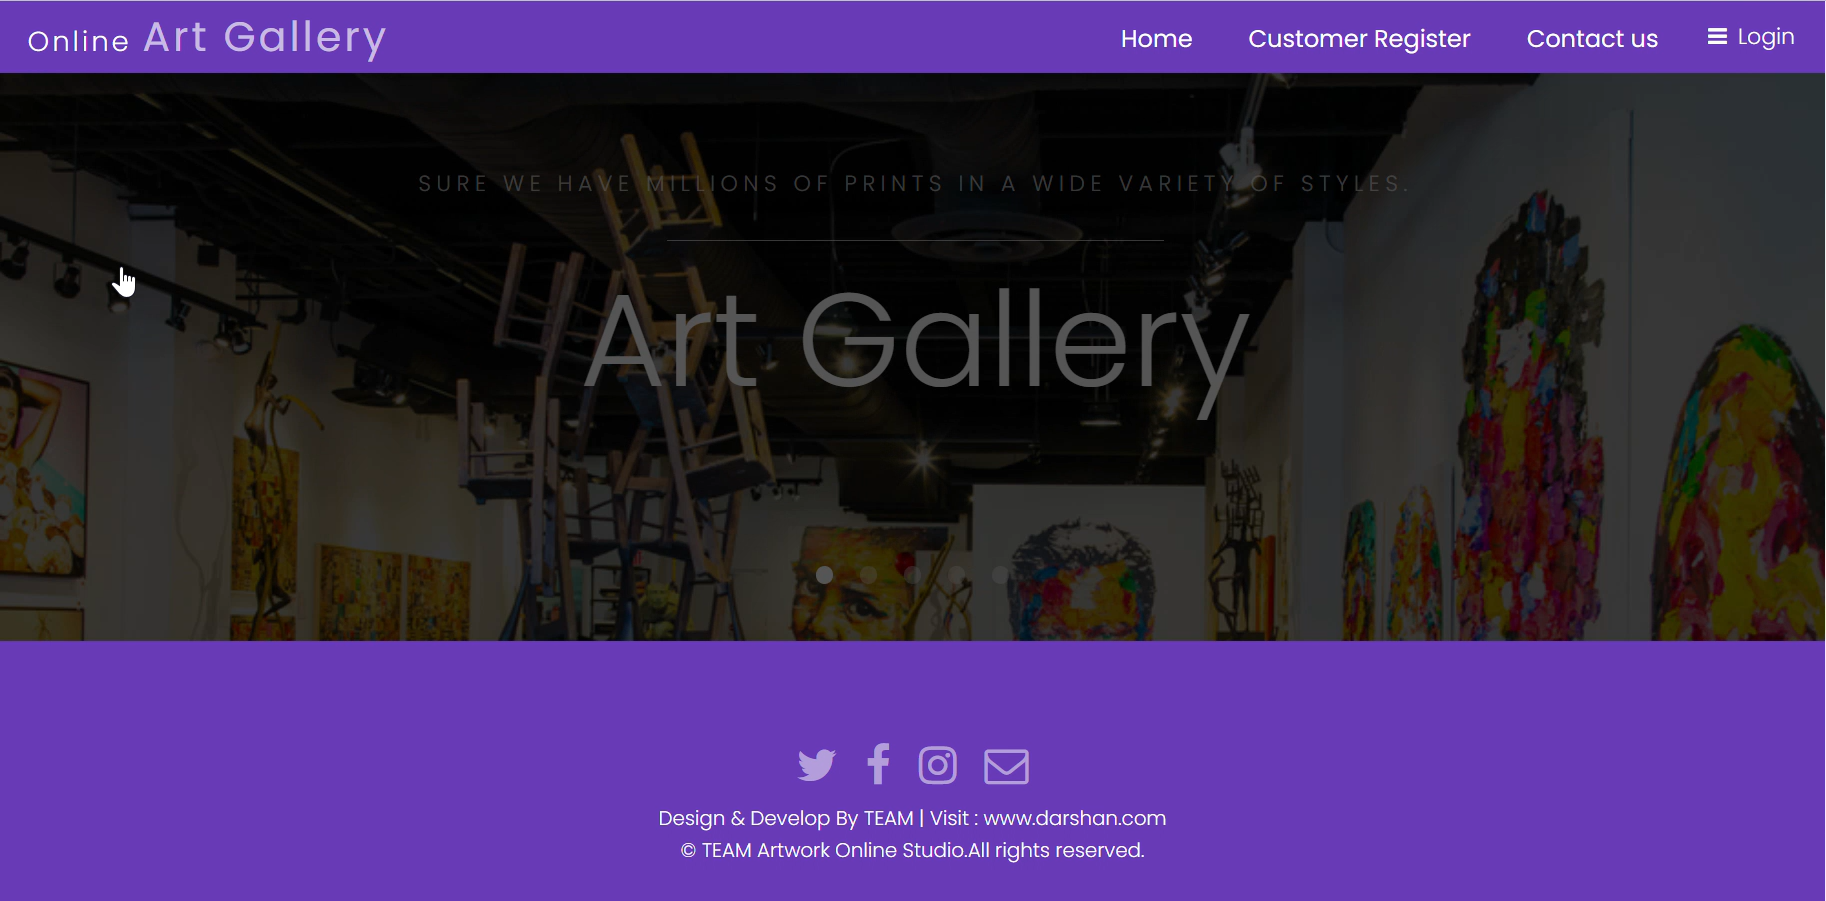 Online Art Gallery
Home Customer Register Contact us Login
SURE WE HAVE MILLIONS OF PRINTS IN A WIDE VARIETY OF STYLES.
Art Gallery
Design & Develop By TEAM | Visit : www.darshan.com
© TEAM Artwork Online Studio.All rights reserved.